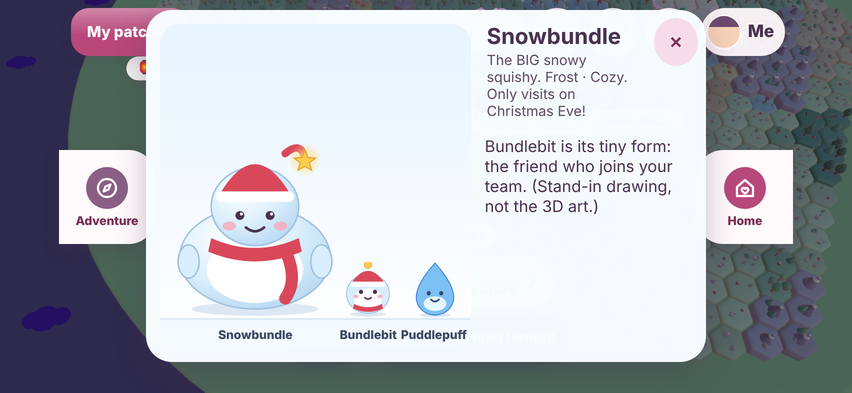 My patc
Me
Snowbundle
×
The BIG snowy
squishy. Frost · Cozy.
Only visits on
Christmas Eve!
Bundlebit is its tiny form:
the friend who joins your
team. (Stand-in drawing,
not the 3D art.)
Adventure
Home
Snowbundle
Bundlebit
Puddlepuff